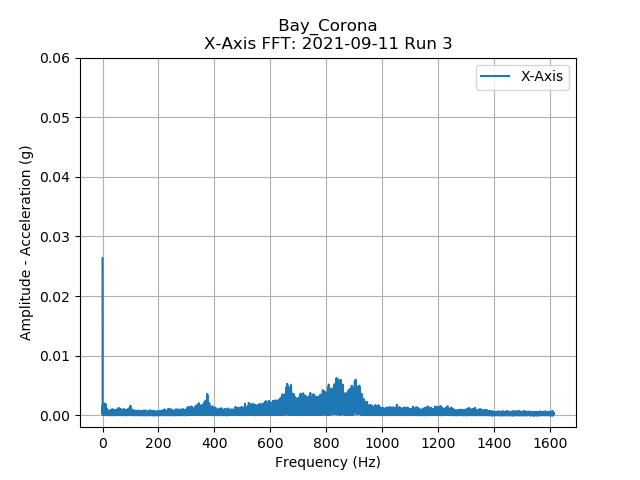 Bay_Corona
X-Axis FFT: 2021-09-11 Run 3
X-Axis
0.06
0.05
0.04
0.03
0.02
0.01
0.00
Amplitude - Acceleration (g)
0 200 400 600 800 1000 1200 1400 1600
Frequency (Hz)